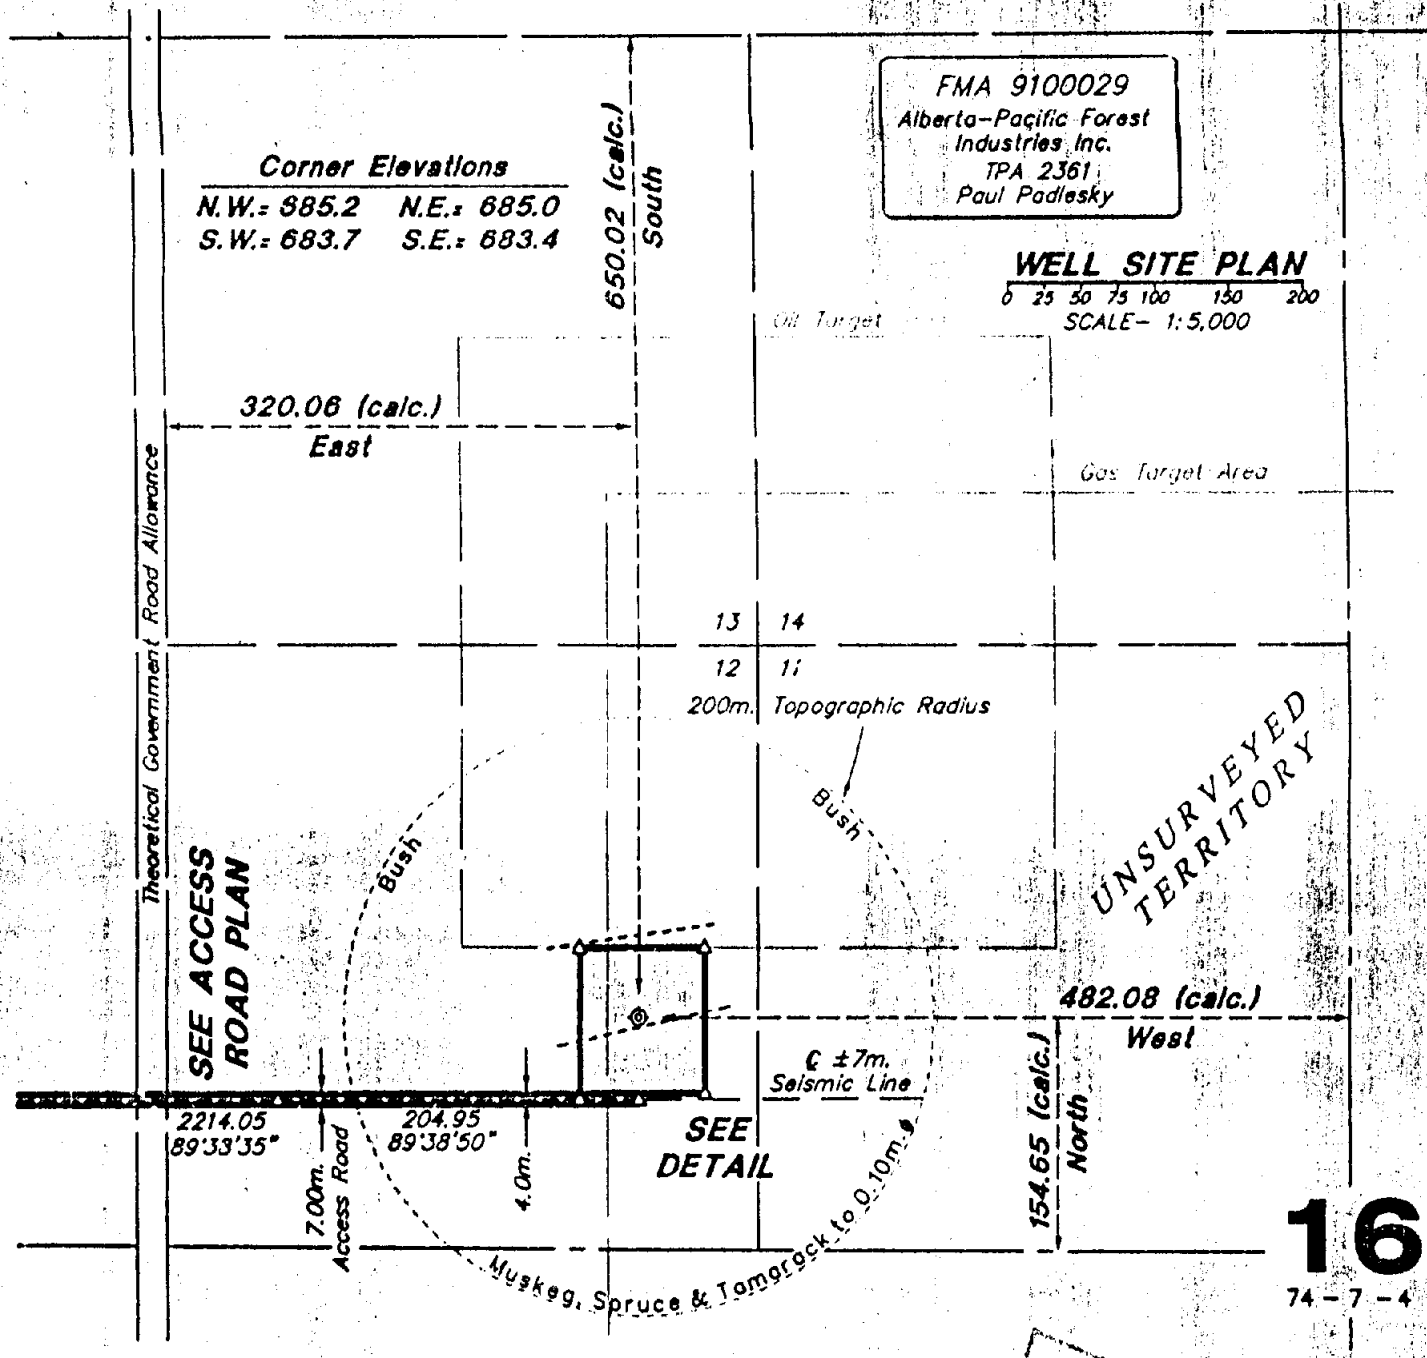 FMA 9100029
Alberta-Pacific Forest
Industries Inc.
TPA 2361
Paul Padlesky
Corner Elevations
N.W.= 685.2 N.E.= 685.0
S.W.= 683.7 S.E.= 683.4
650.02 (calc.)
South
WELL SITE PLAN
0 25 50 75 100 150 200
SCALE- 1:5,000
Oil Target
320.06 (calc.)
East
Gas Target Area
Theoretical Government Road Allowance
13 14
12 11
200m. Topographic Radius
Bush
Bush
UNSURVEYED
TERRITORY
SEE ACCESS
ROAD PLAN
482.08 (calc.)
West
℄ ±7m.
Seismic Line
154.65 (calc.)
North
2214.05
89°33'35"
204.95
89°38'50"
7.00m.
Access Road
4.0m.
SEE
DETAIL
Muskeg, Spruce & Tamarack to 0.10m.ø
16
74-7-4